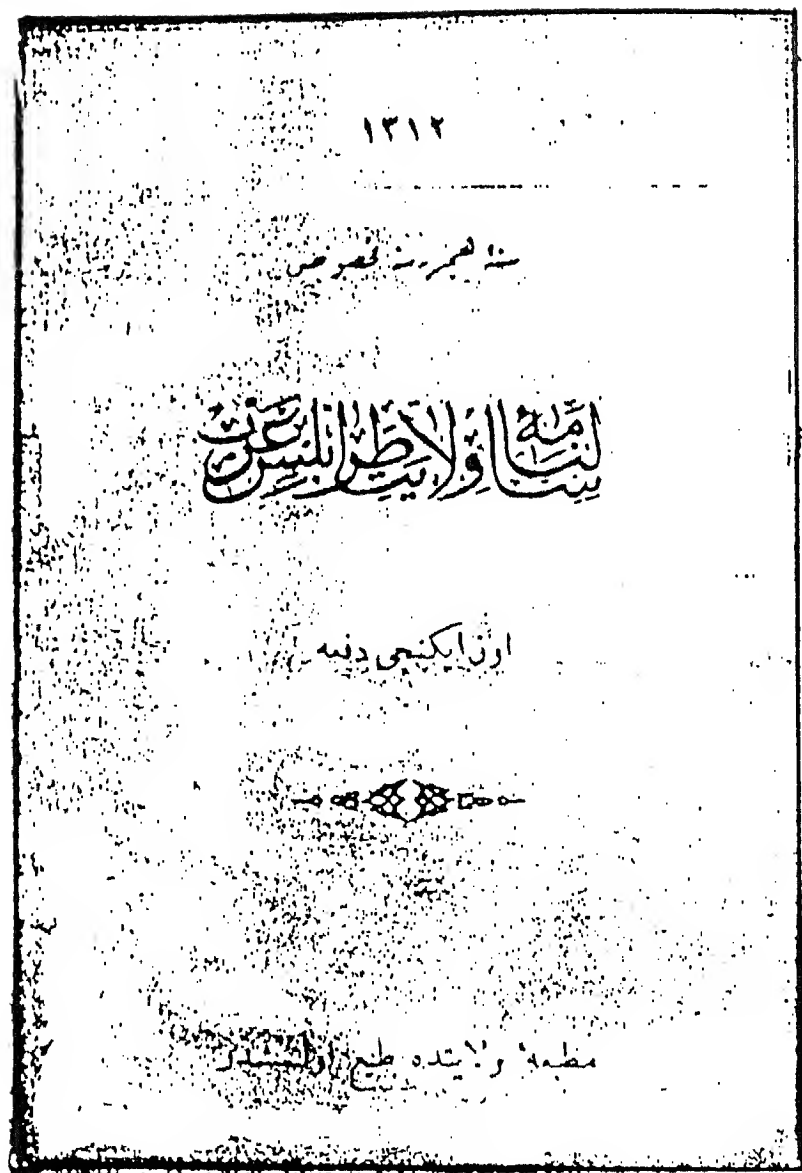 ١٣١٢
سنهٔ هجریه‌سنه مخصوص
سالنامهٔ ولایت طرابلس غرب
اون ایکنجی دفعه
مطبعهٔ ولایتده طبع اولنمشدر